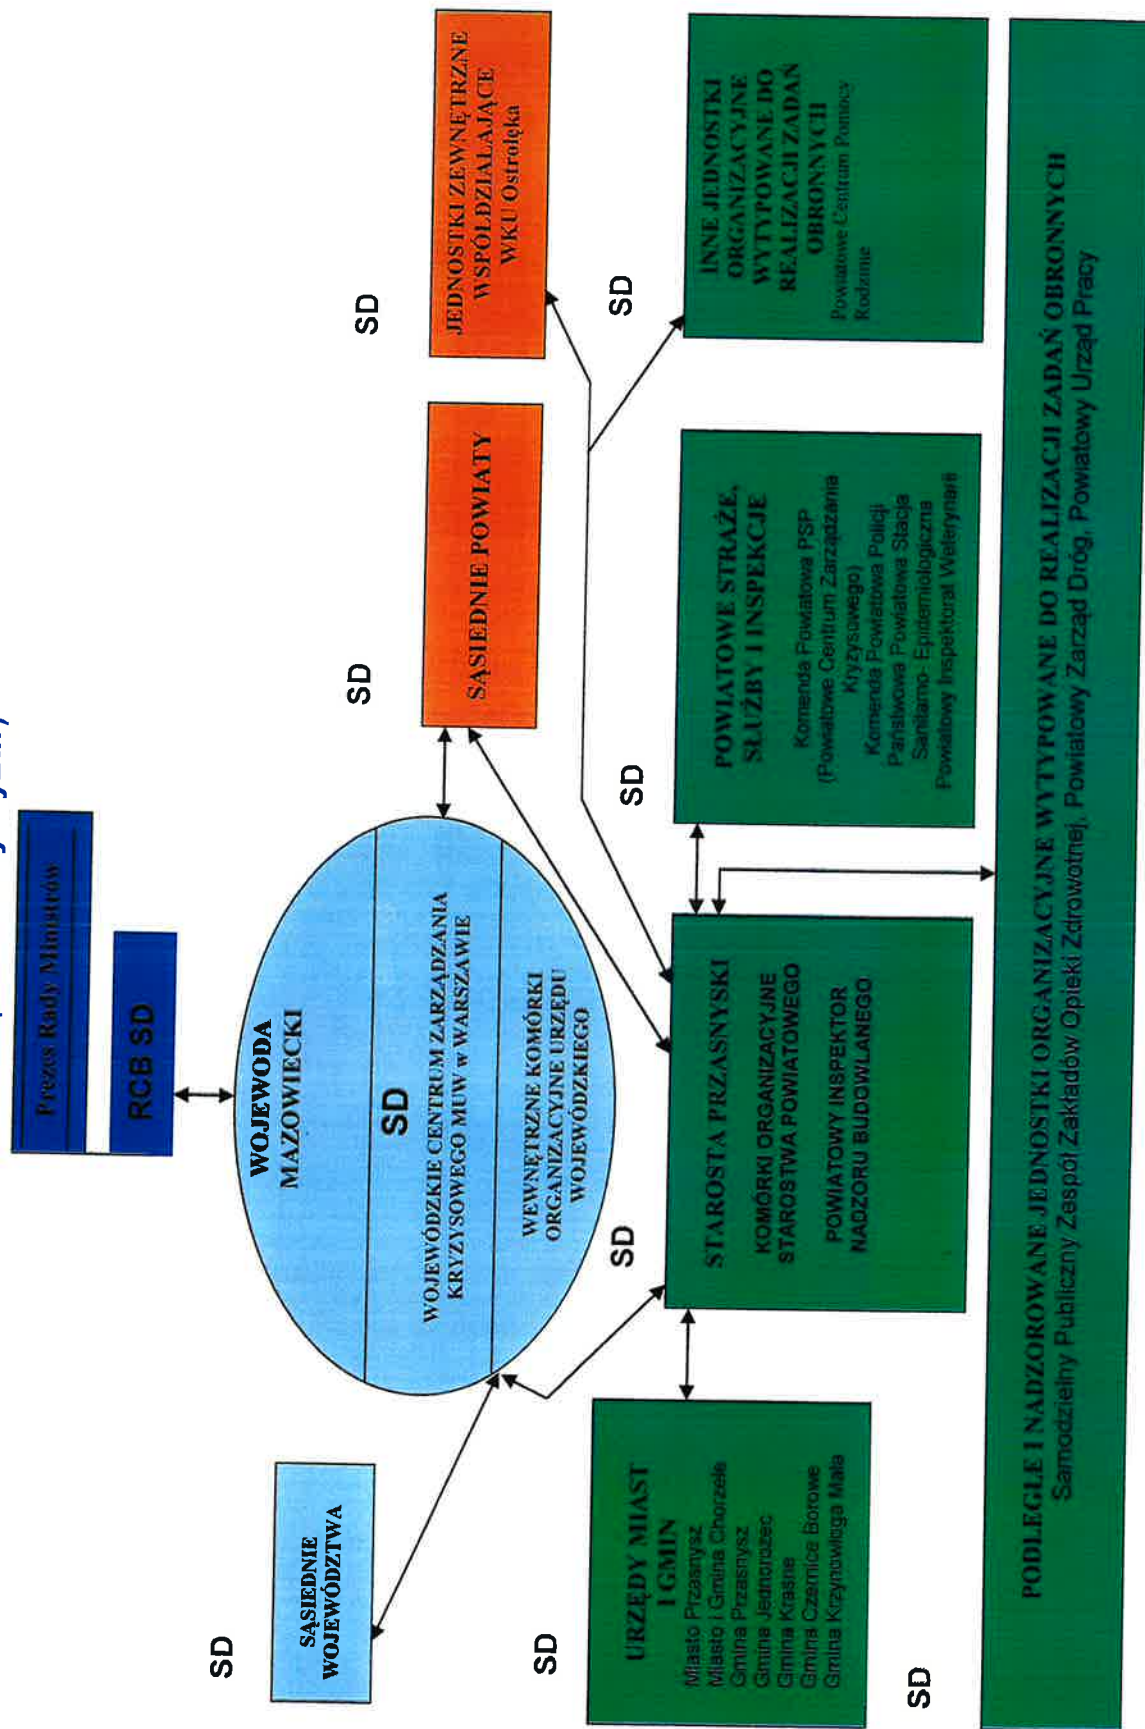 Prezes Rady Ministrów
RCB SD
WOJEWODA
MAZOWIECKI
SD
WOJEWÓDZKIE CENTRUM ZARZĄDZANIA
KRYZYSOWEGO MUW w WARSZAWIE
WEWNĘTRZNE KOMÓRKI
ORGANIZACYJNE URZĘDU
WOJEWÓDZKIEGO
SD
SĄSIEDNIE
WOJEWÓDZTWA
SD
SĄSIEDNIE POWIATY
SD
JEDNOSTKI ZEWNĘTRZNE
WSPÓŁDZIAŁAJĄCE
WKU Ostrołęka
SD
URZĘDY MIAST
I GMIN
Miasto Przasnysz
Miasto i Gmina Chorzele
Gmina Przasnysz
Gmina Jednorożec
Gmina Krasne
Gmina Czernice Borowe
Gmina Krzynowłoga Mała
SD
STAROSTA PRZASNYSKI
KOMÓRKI ORGANIZACYJNE
STAROSTWA POWIATOWEGO
POWIATOWY INSPEKTOR
NADZORU BUDOWLANEGO
SD
POWIATOWE STRAŻE,
SŁUŻBY I INSPEKCJE
Komenda Powiatowa PSP
(Powiatowe Centrum Zarządzania
Kryzysowego)
Komenda Powiatowa Policji
Państwowa Powiatowa Stacja
Sanitarno- Epidemiologiczna
Powiatowy Inspektorat Weterynarii
SD
INNE JEDNOSTKI
ORGANIZACYJNE
WYTYPOWANE DO
REALIZACJI ZADAŃ
OBRONNYCH
Powiatowe Centrum Pomocy
Rodzinie
SD
PODLEGŁE I NADZOROWANE JEDNOSTKI ORGANIZACYJNE WYTYPOWANE DO REALIZACJI ZADAŃ OBRONNYCH
Samodzielny Publiczny Zespół Zakładów Opieki Zdrowotnej, Powiatowy Zarząd Dróg, Powiatowy Urząd Pracy